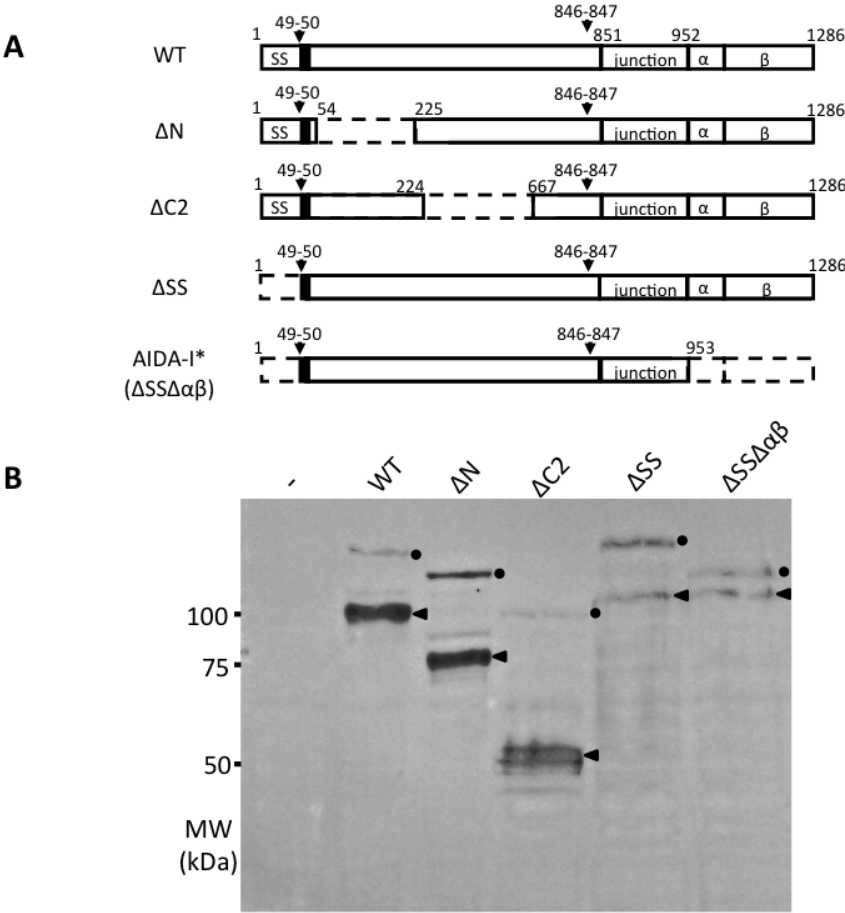 A
846-847
49-50
1 851 952 1286
WT SS junction α β
49-50 846-847
1 54 225 1286
ΔN SS junction α β
49-50 846-847
1 224 667 1286
ΔC2 SS junction α β
49-50 846-847
1 1286
ΔSS junction α β
49-50 846-847
1 953
AIDA-I* junction
(ΔSSΔαβ)
B
- WT ΔN ΔC2 ΔSS ΔSSΔαβ
100
75
50
MW
(kDa)